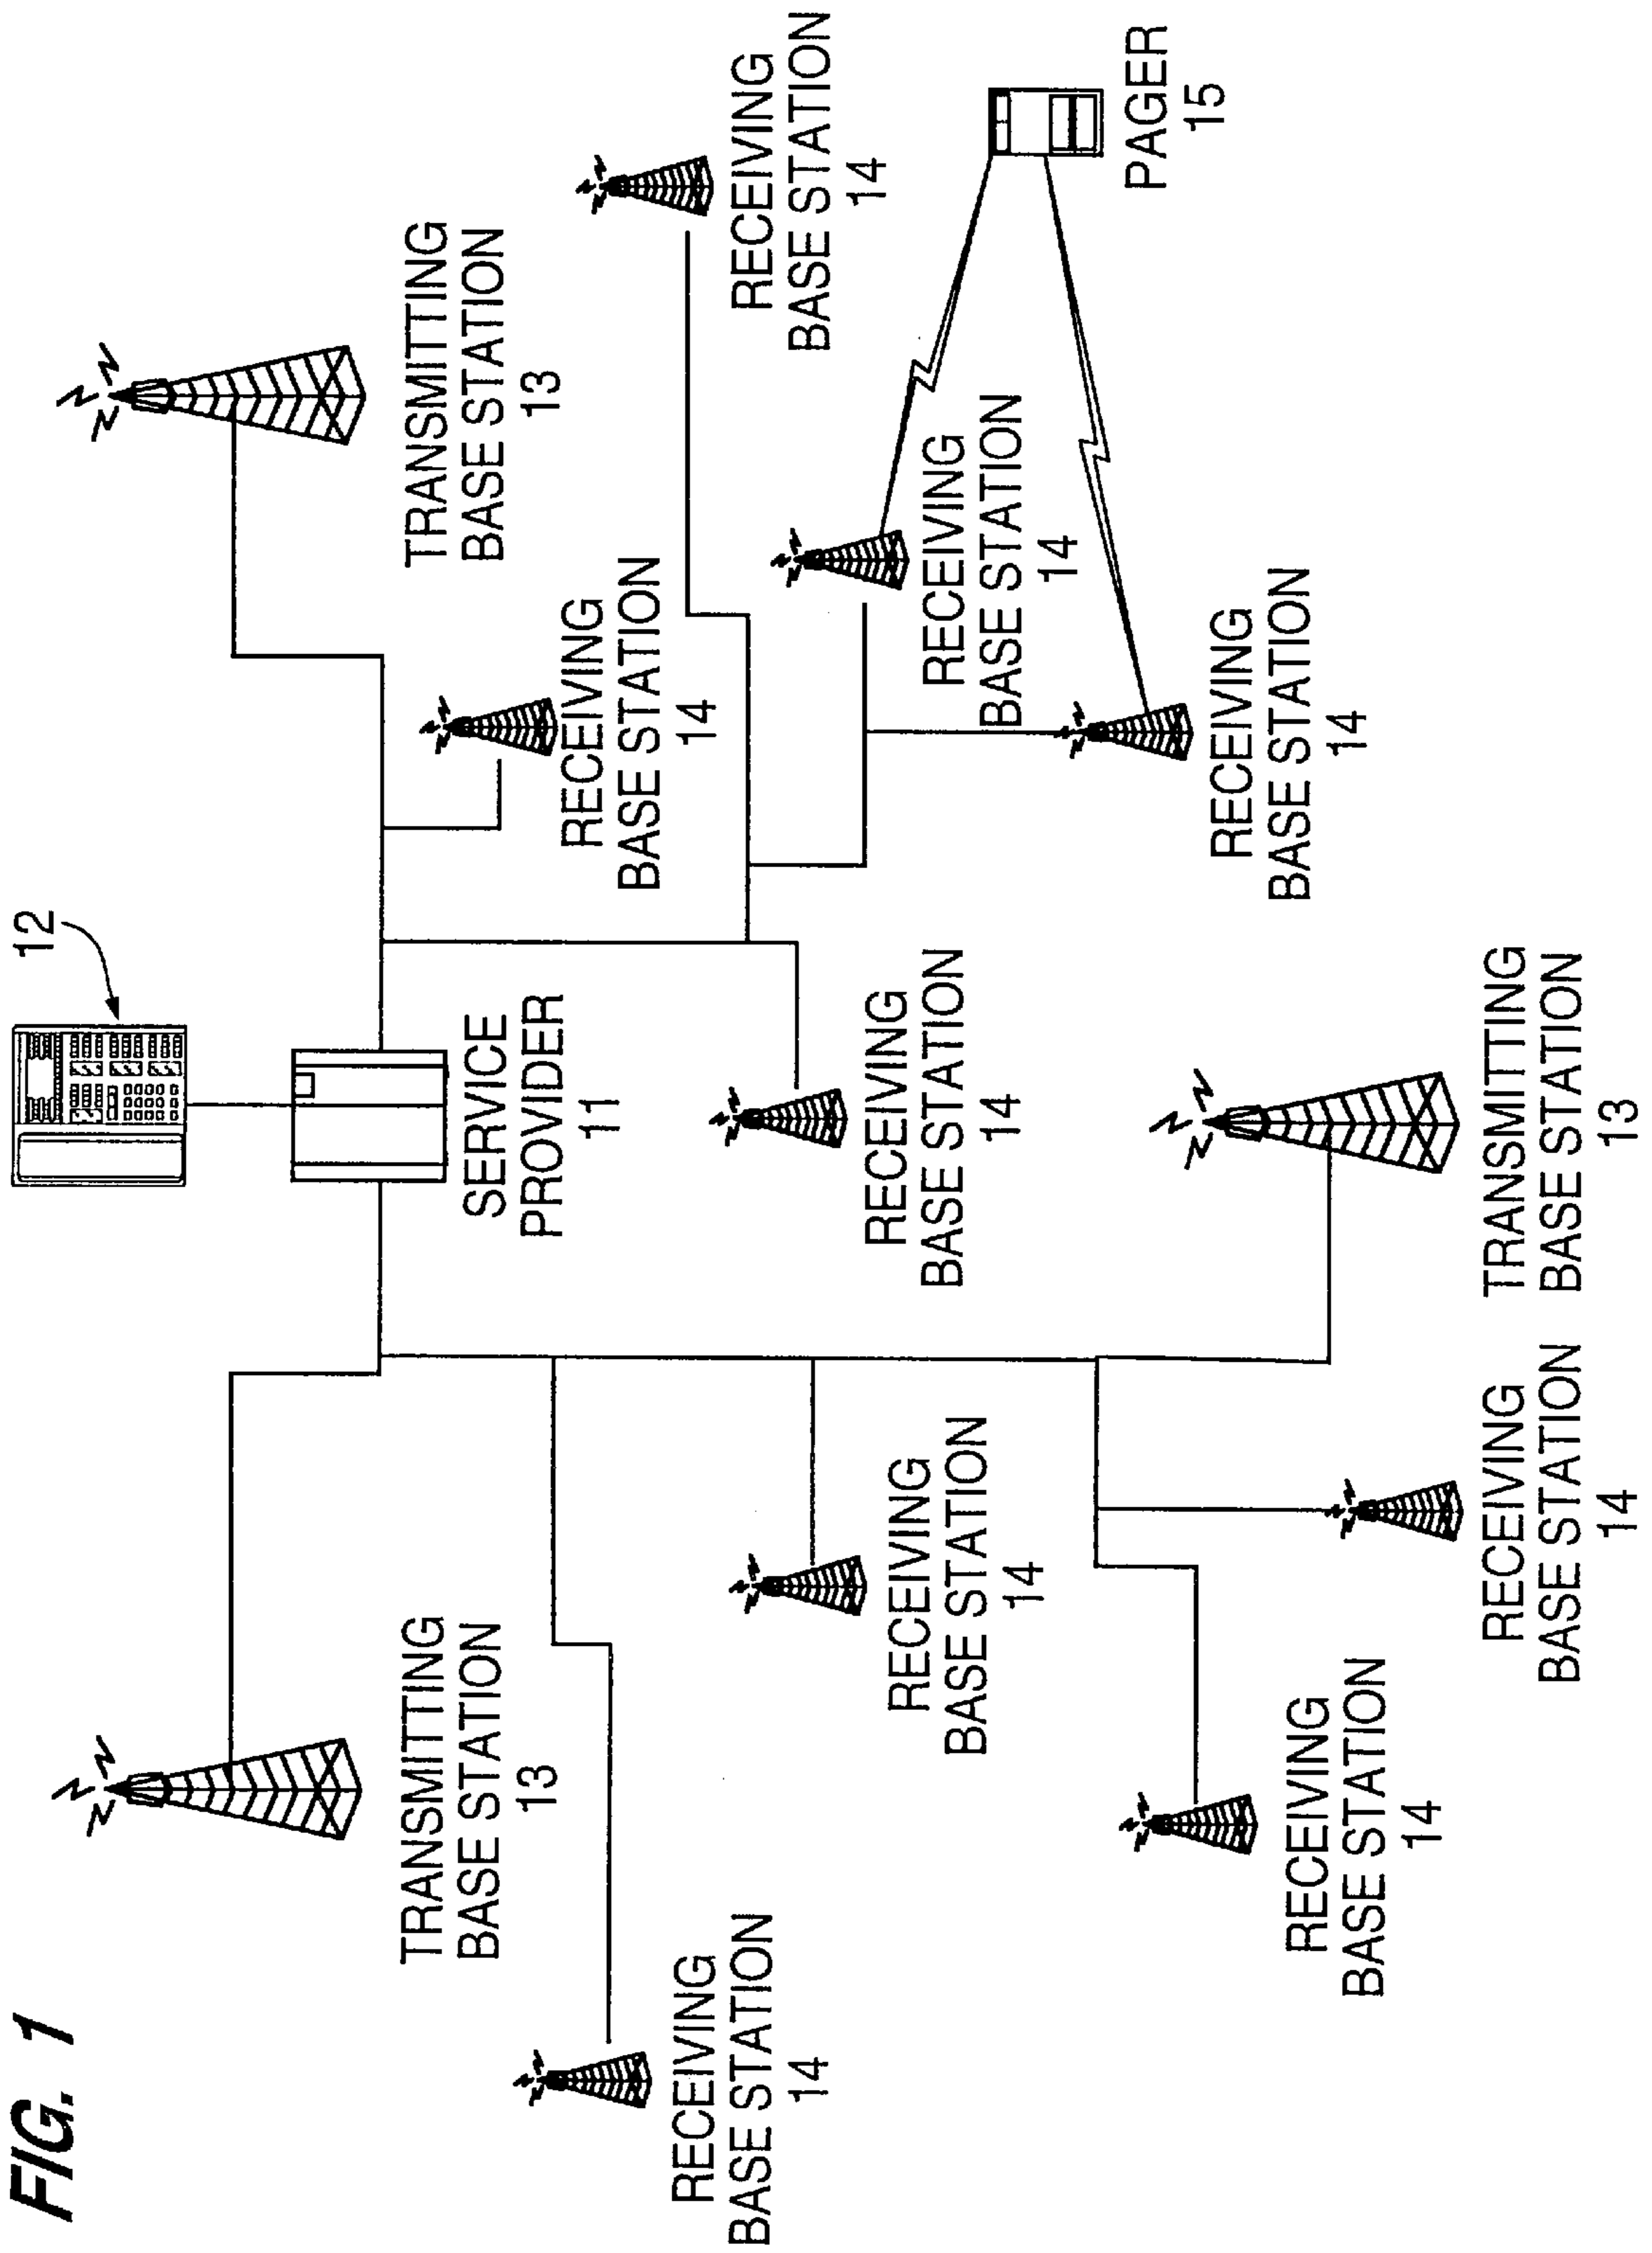 FIG. 1
12
TRANSMITTING
BASE STATION
13
TRANSMITTING
BASE STATION
13
SERVICE
PROVIDER
11
RECEIVING
BASE STATION
14
RECEIVING
BASE STATION
14
RECEIVING
BASE STATION
14
RECEIVING
BASE STATION
14
RECEIVING
BASE STATION
14
RECEIVING
BASE STATION
14
PAGER
15
RECEIVING
BASE STATION
14
RECEIVING
BASE STATION
14
RECEIVING
BASE STATION
14
TRANSMITTING
BASE STATION
13